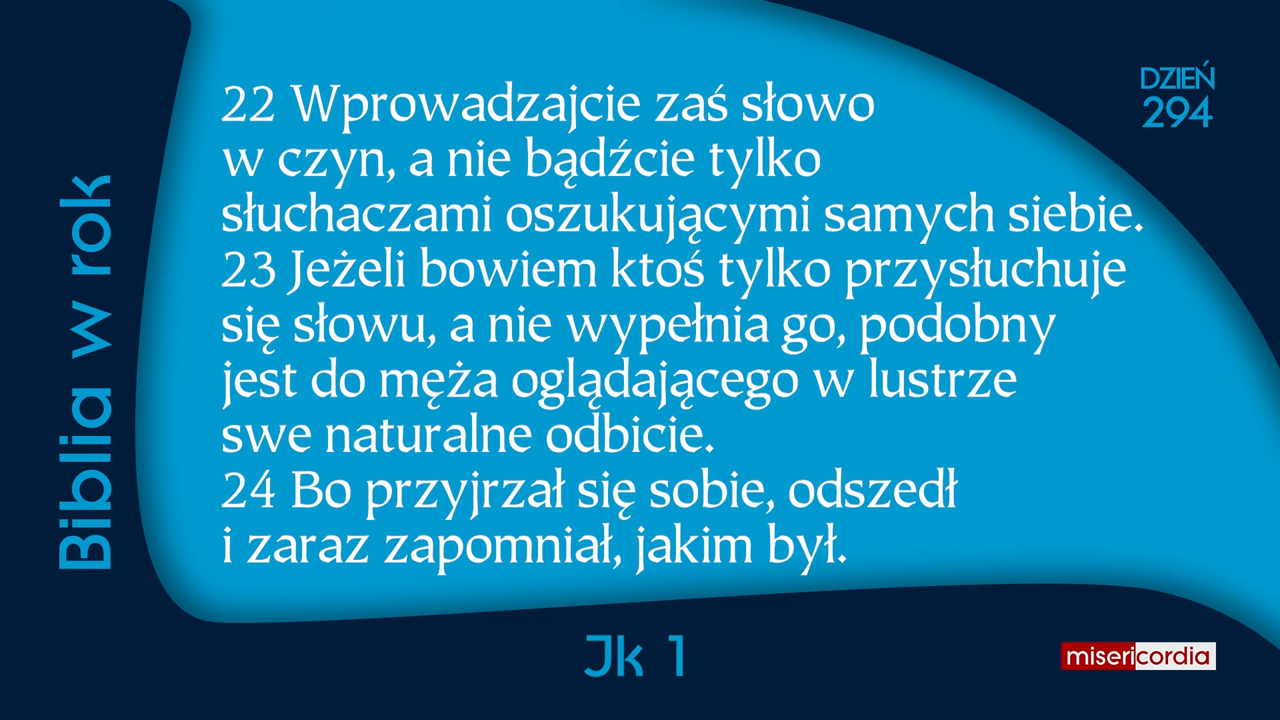 22 Wprowadzajcie zaś słowo
w czyn, a nie bądźcie tylko
słuchaczami oszukującymi samych siebie.
23 Jeżeli bowiem ktoś tylko przysłuchuje
się słowu, a nie wypełnia go, podobny
jest do męża oglądającego w lustrze
swe naturalne odbicie.
24 Bo przyjrzał się sobie, odszedł
i zaraz zapomniał, jakim był.
DZIEŃ
294
Biblia w rok
Jk 1
misericordia